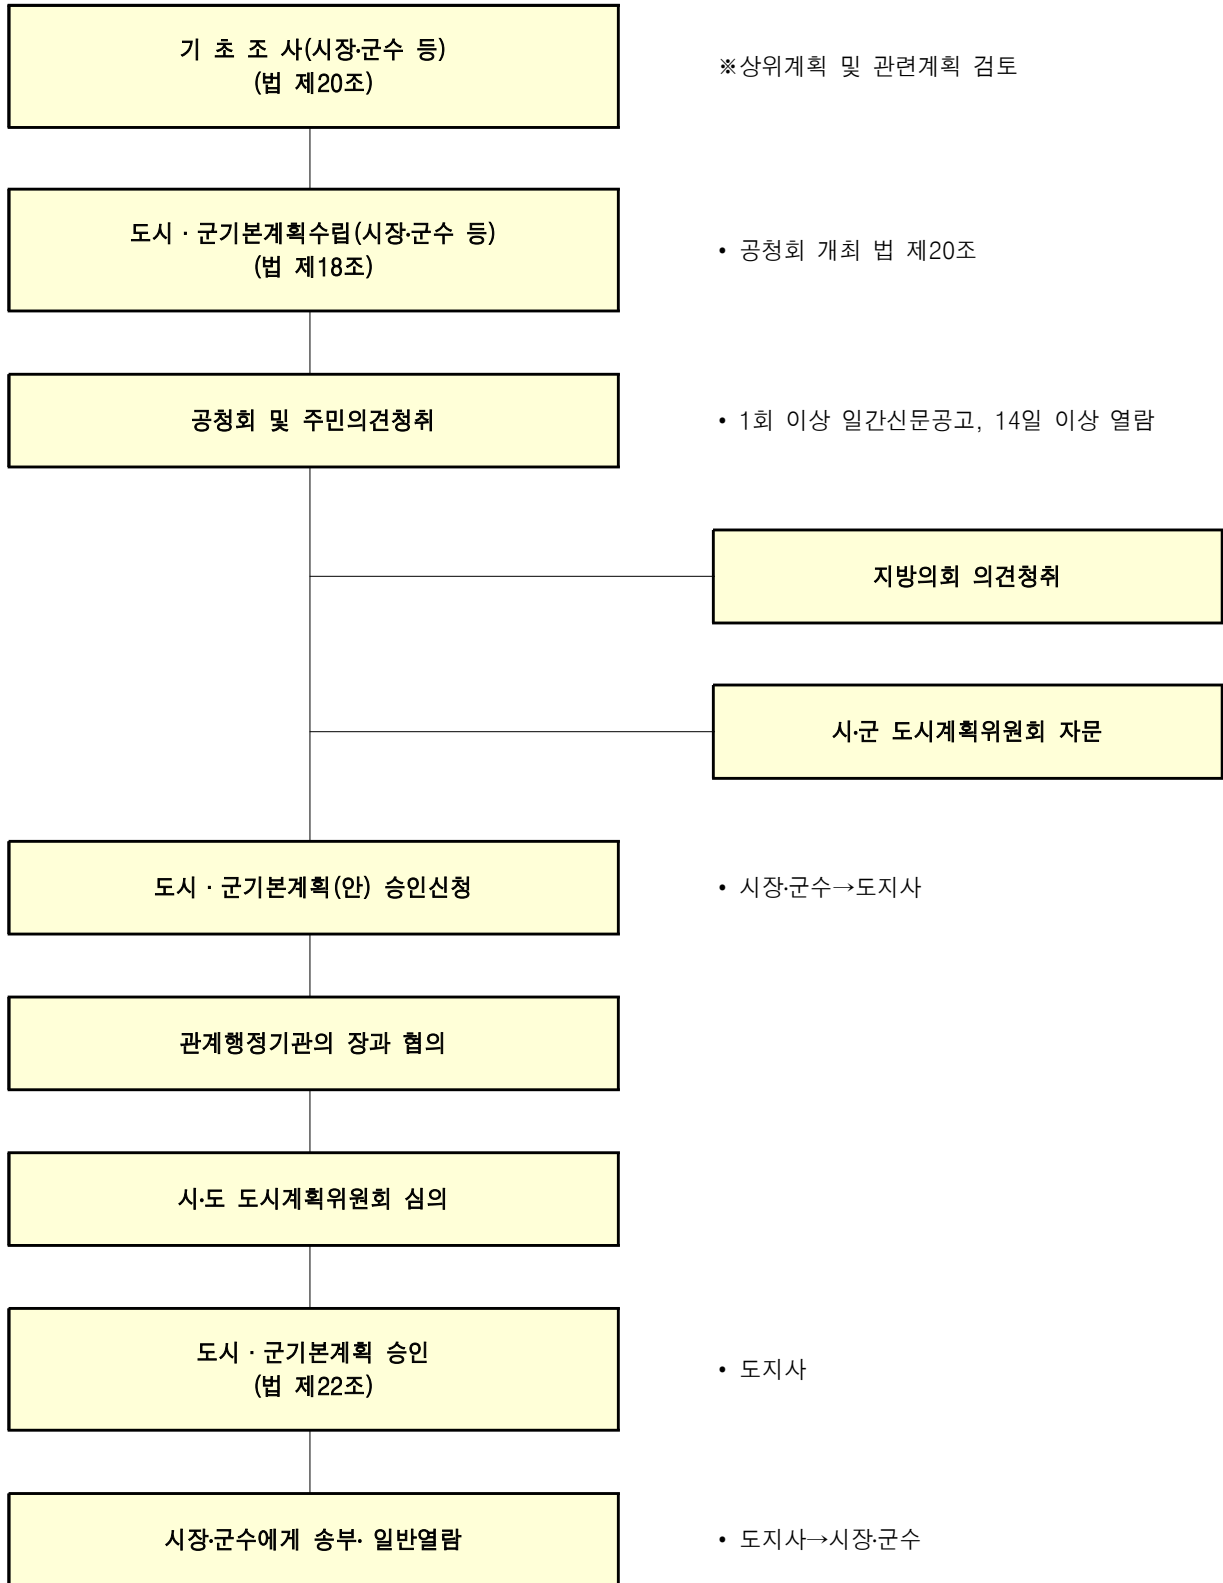 기 초 조 사(시장·군수 등)
(법 제20조)
※상위계획 및 관련계획 검토
도시 · 군기본계획수립(시장·군수 등)
(법 제18조)
• 공청회 개최 법 제20조
공청회 및 주민의견청취
• 1회 이상 일간신문공고, 14일 이상 열람
지방의회 의견청취
시·군 도시계획위원회 자문
도시 · 군기본계획(안) 승인신청
• 시장·군수→도지사
관계행정기관의 장과 협의
시·도 도시계획위원회 심의
도시 · 군기본계획 승인
(법 제22조)
• 도지사
시장·군수에게 송부· 일반열람
• 도지사→시장·군수